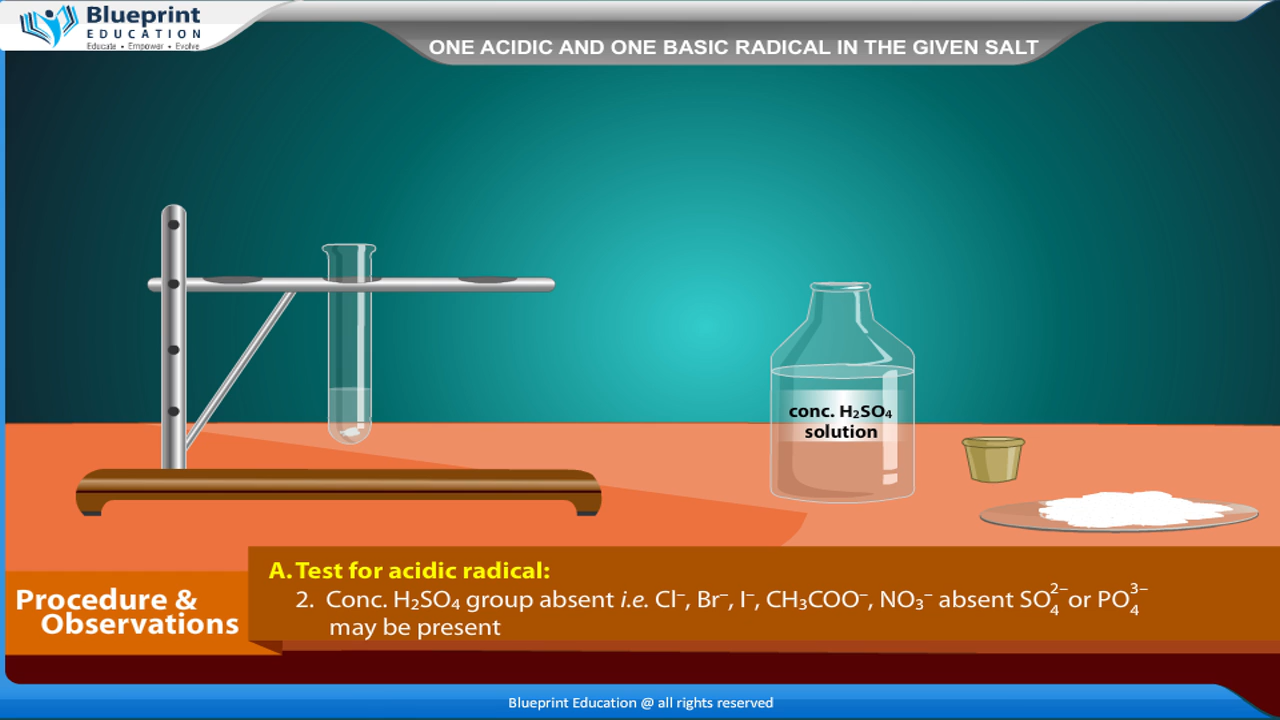 Blueprint
EDUCATION
Educate • Empower • Evolve
ONE ACIDIC AND ONE BASIC RADICAL IN THE GIVEN SALT
conc. H₂SO₄
solution
A. Test for acidic radical:
2. Conc. H₂SO₄ group absent i.e. Cl⁻, Br⁻, I⁻, CH₃COO⁻, NO₃⁻ absent SO₄²⁻ or PO₄³⁻
may be present
Procedure &
Observations
Blueprint Education @ all rights reserved